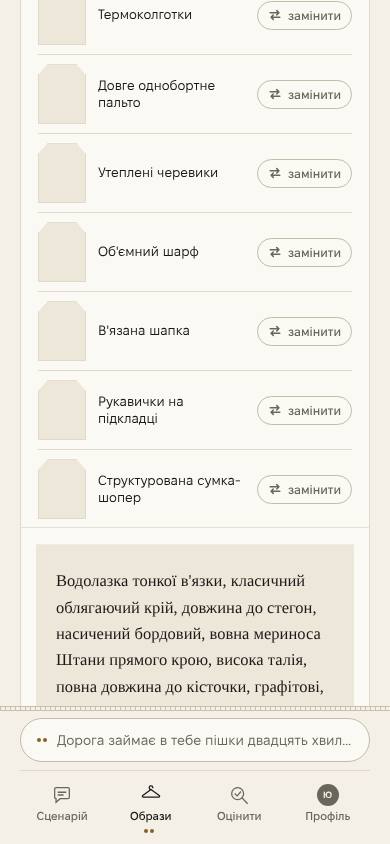 Термоколготки
замінити
Довге однобортне
пальто
замінити
Утеплені черевики
замінити
Об'ємний шарф
замінити
В'язана шапка
замінити
Рукавички на
підкладці
замінити
Структурована сумка-
шопер
замінити
Водолазка тонкої в'язки, класичний
облягаючий крій, довжина до стегон,
насичений бордовий, вовна мериноса
Штани прямого крою, висока талія,
повна довжина до кісточки, графітові,
Дорога займає в тебе пішки двадцять хвил...
Сценарій
Образи
Оцінити
Ю
Профіль